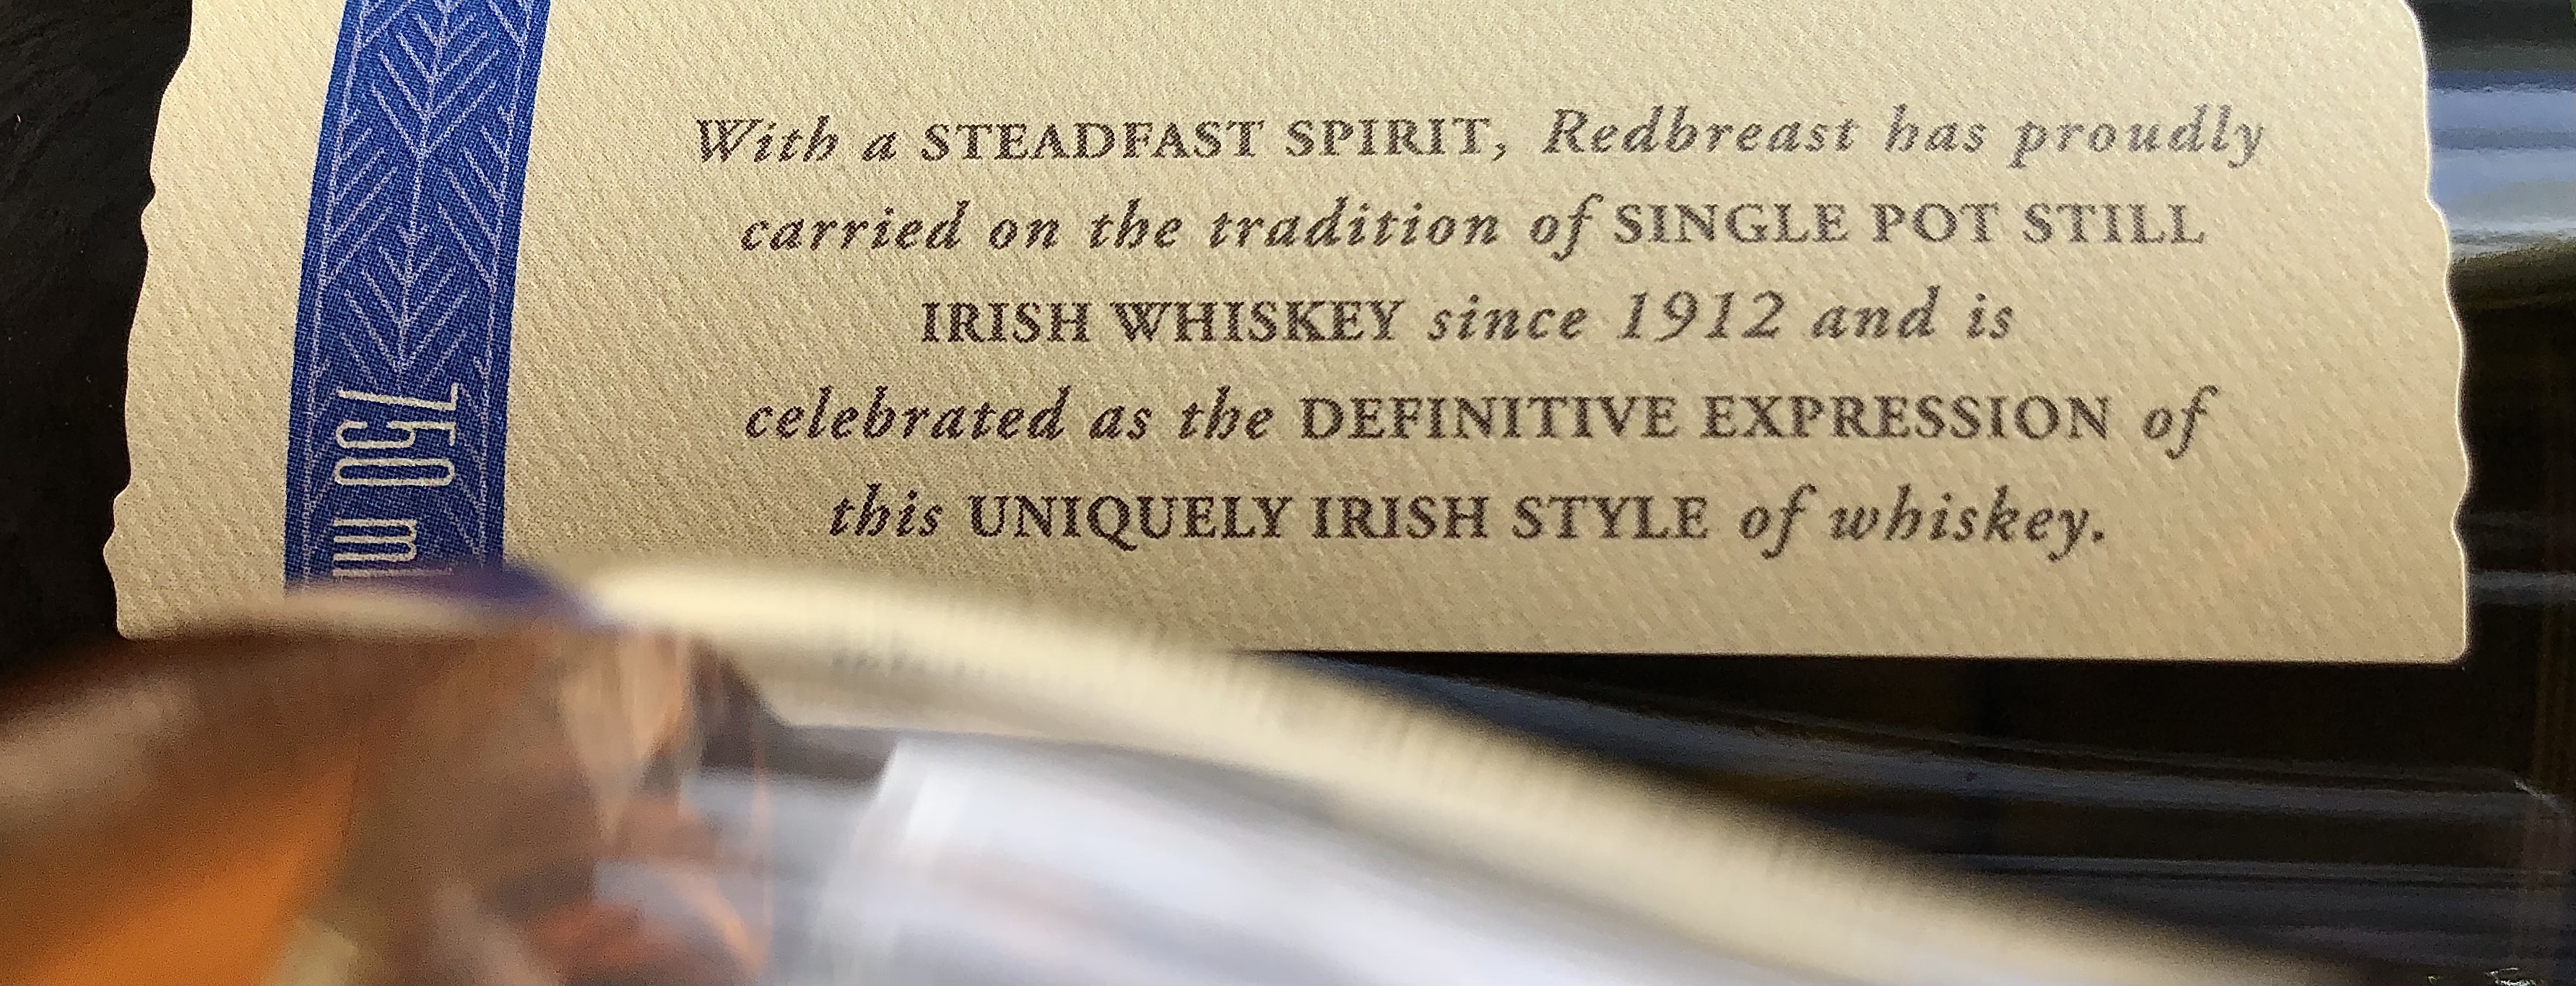 With a STEADFAST SPIRIT, Redbreast has proudly
carried on the tradition of SINGLE POT STILL
IRISH WHISKEY since 1912 and is
celebrated as the DEFINITIVE EXPRESSION of
this UNIQUELY IRISH STYLE of whiskey.
750 ml